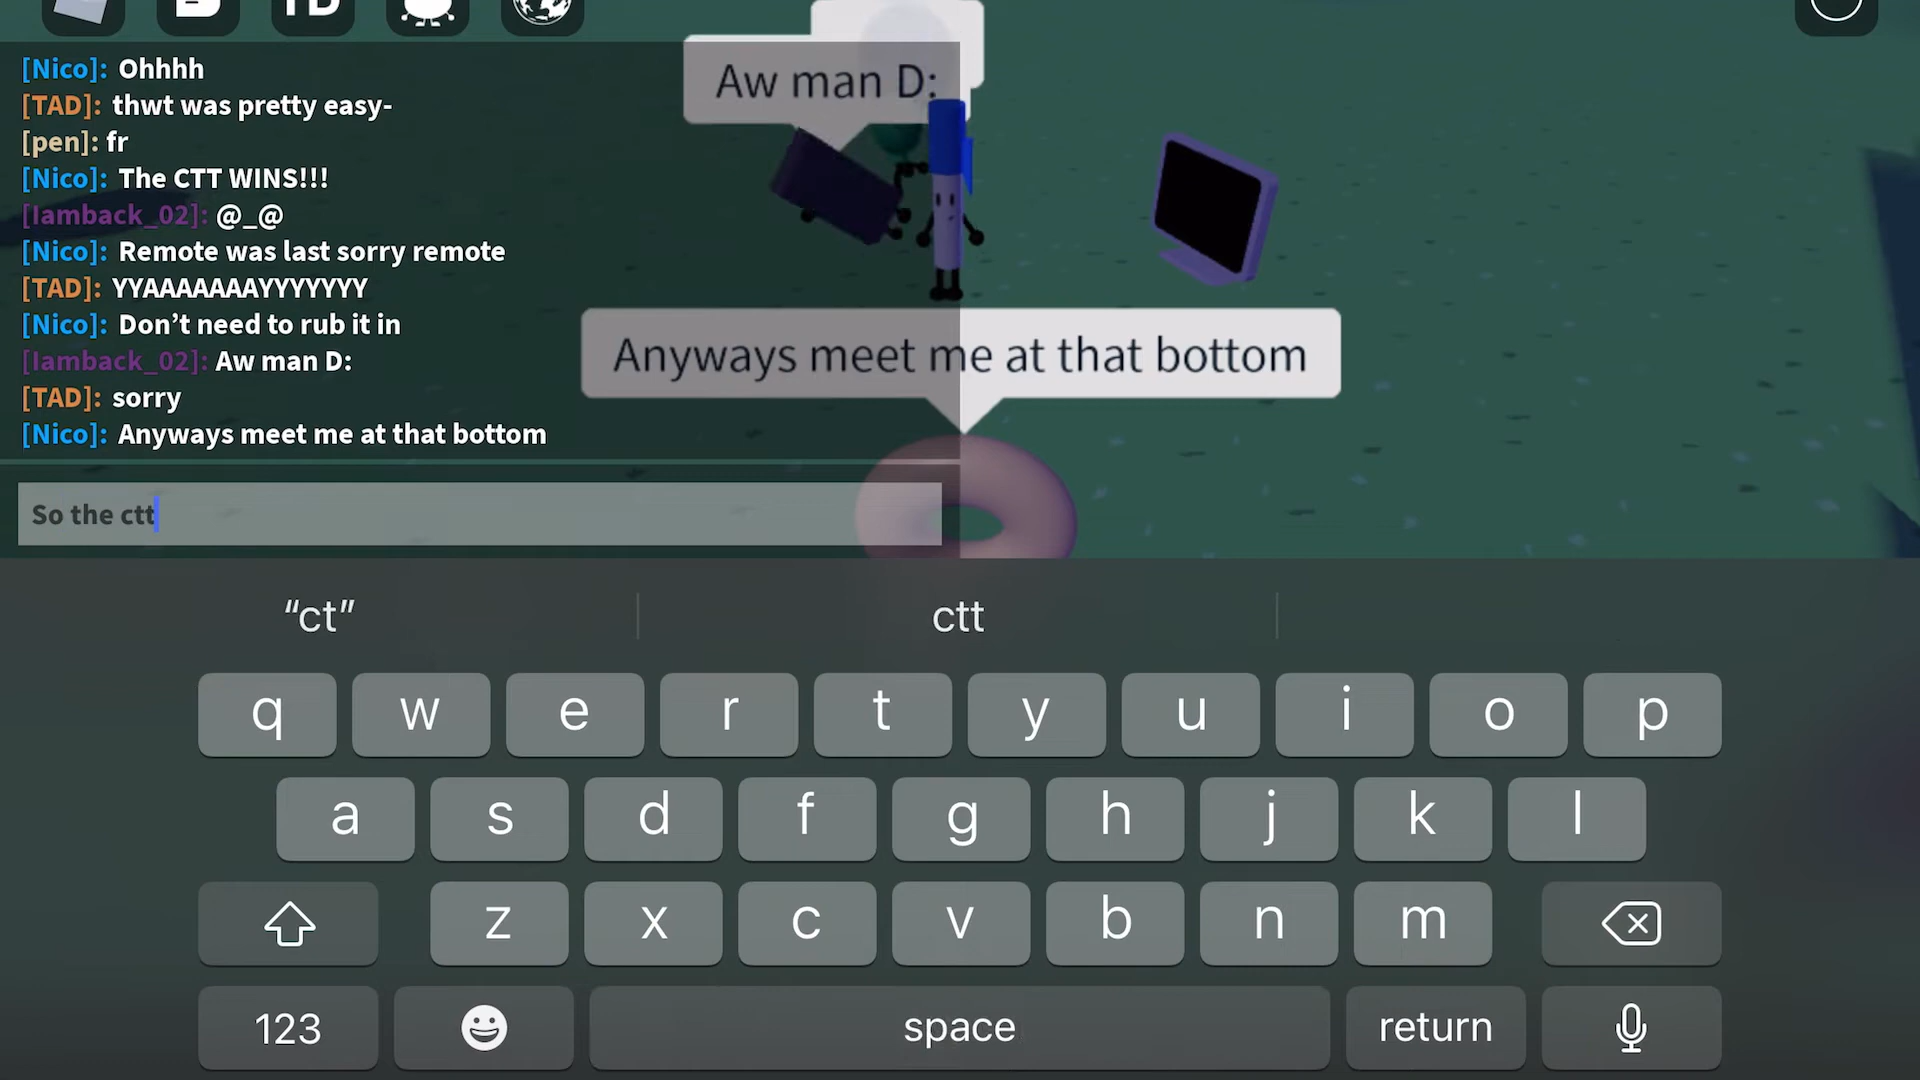 [Nico]: Ohhhh
[TAD]: thwt was pretty easy-
[pen]: fr
[Nico]: The CTT WINS!!!
[Iamback_02]: @_@
[Nico]: Remote was last sorry remote
[TAD]: YYAAAAAAAYYYYYYY
[Nico]: Don’t need to rub it in
[Iamback_02]: Aw man D:
[TAD]: sorry
[Nico]: Anyways meet me at that bottom
Aw man D:
Anyways meet me at that bottom
So the ctt
“ct” ctt
q w e r t y u i o p
a s d f g h j k l
z x c v b n m
123 space return